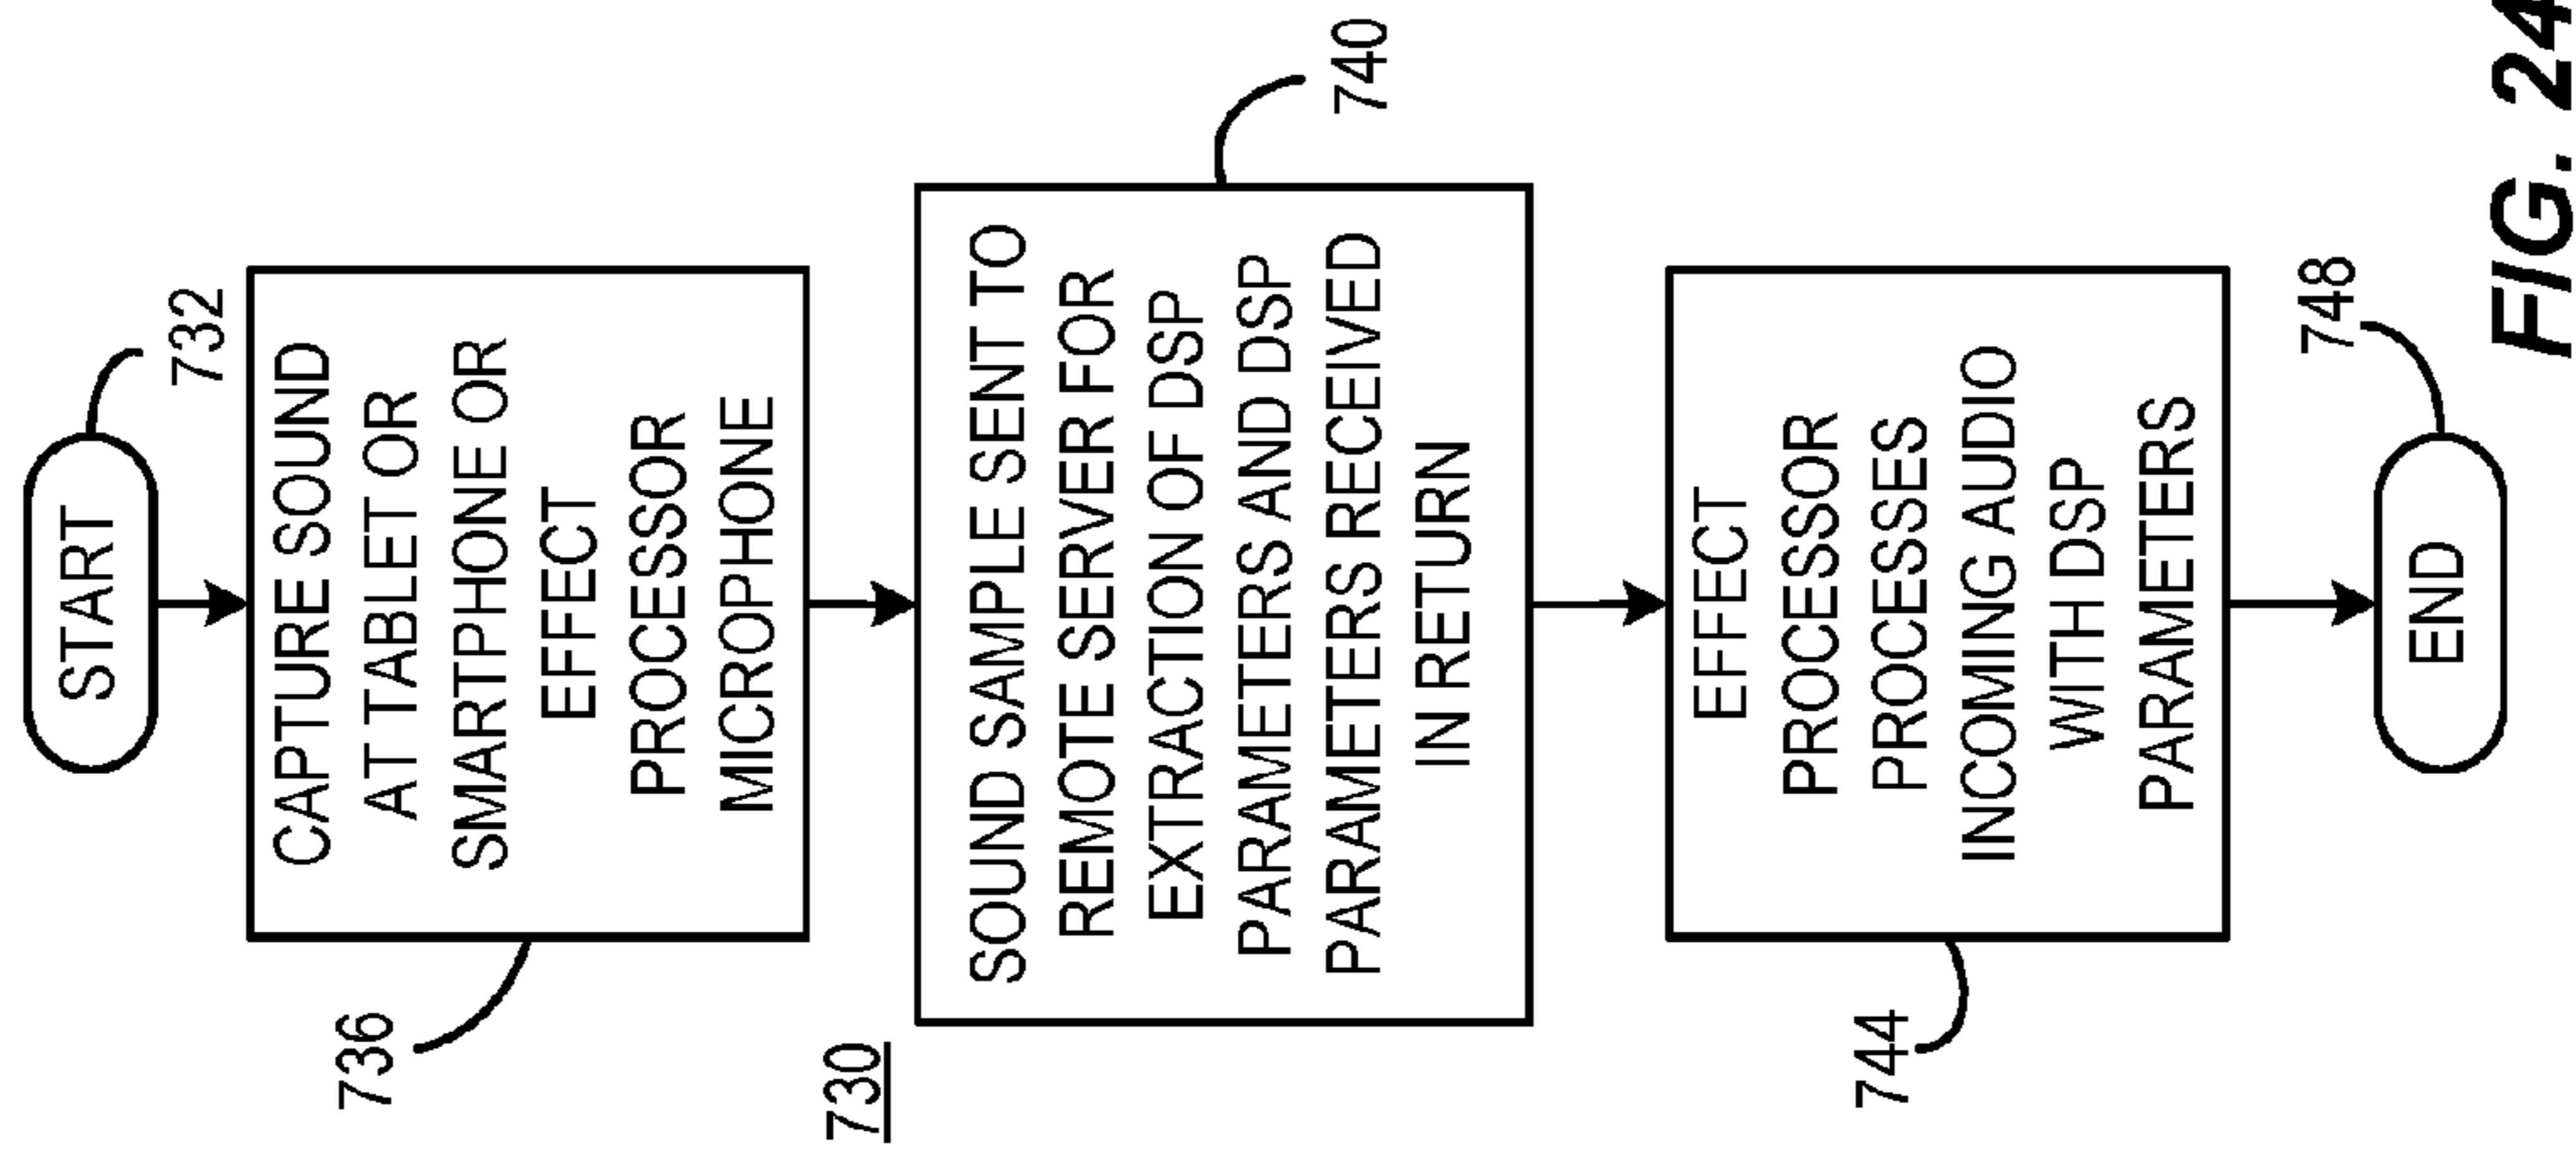 START
732
CAPTURE SOUND
AT TABLET OR
SMARTPHONE OR
EFFECT
PROCESSOR
MICROPHONE
736
730
SOUND SAMPLE SENT TO
REMOTE SERVER FOR
EXTRACTION OF DSP
PARAMETERS AND DSP
PARAMETERS RECEIVED
IN RETURN
740
EFFECT
PROCESSOR
PROCESSES
INCOMING AUDIO
WITH DSP
PARAMETERS
744
END
748
FIG. 24